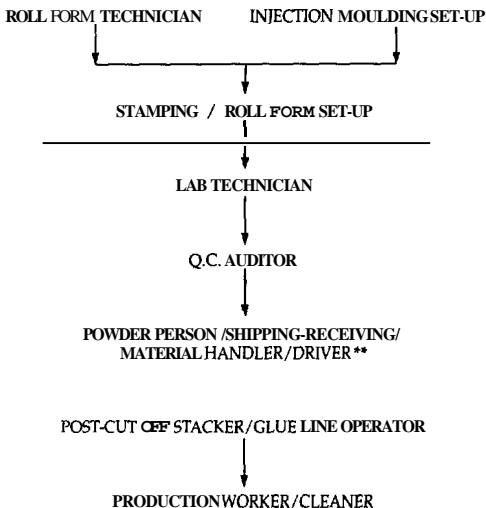 ROLL FORM TECHNICIAN
INJECTION MOULDING SET-UP
STAMPING / ROLL FORM SET-UP
LAB TECHNICIAN
Q.C. AUDITOR
POWDER PERSON /SHIPPING-RECEIVING/
MATERIAL HANDLER/DRIVER **
POST-CUT OFF STACKER/GLUE LINE OPERATOR
PRODUCTION WORKER/CLEANER